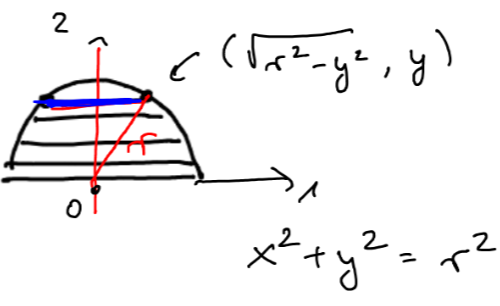 2
(√(r²-y², y)
r
0
1
x² + y² = r²